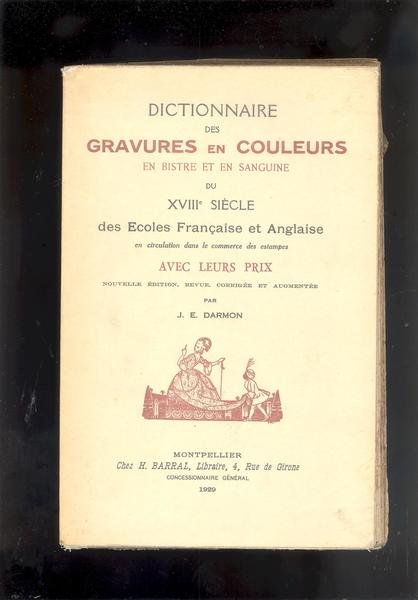 DICTIONNAIRE
DES
GRAVURES EN COULEURS
EN BISTRE ET EN SANGUINE
DU
XVIIIe SIÈCLE
des Ecoles Française et Anglaise
en circulation dans le commerce des estampes
AVEC LEURS PRIX
NOUVELLE ÉDITION, REVUE, CORRIGÉE ET AUGMENTÉE
PAR
J. E. DARMON
MONTPELLIER
Chez H. BARRAL, Libraire, 4, Rue de Girone
CONCESSIONNAIRE GÉNÉRAL
1929